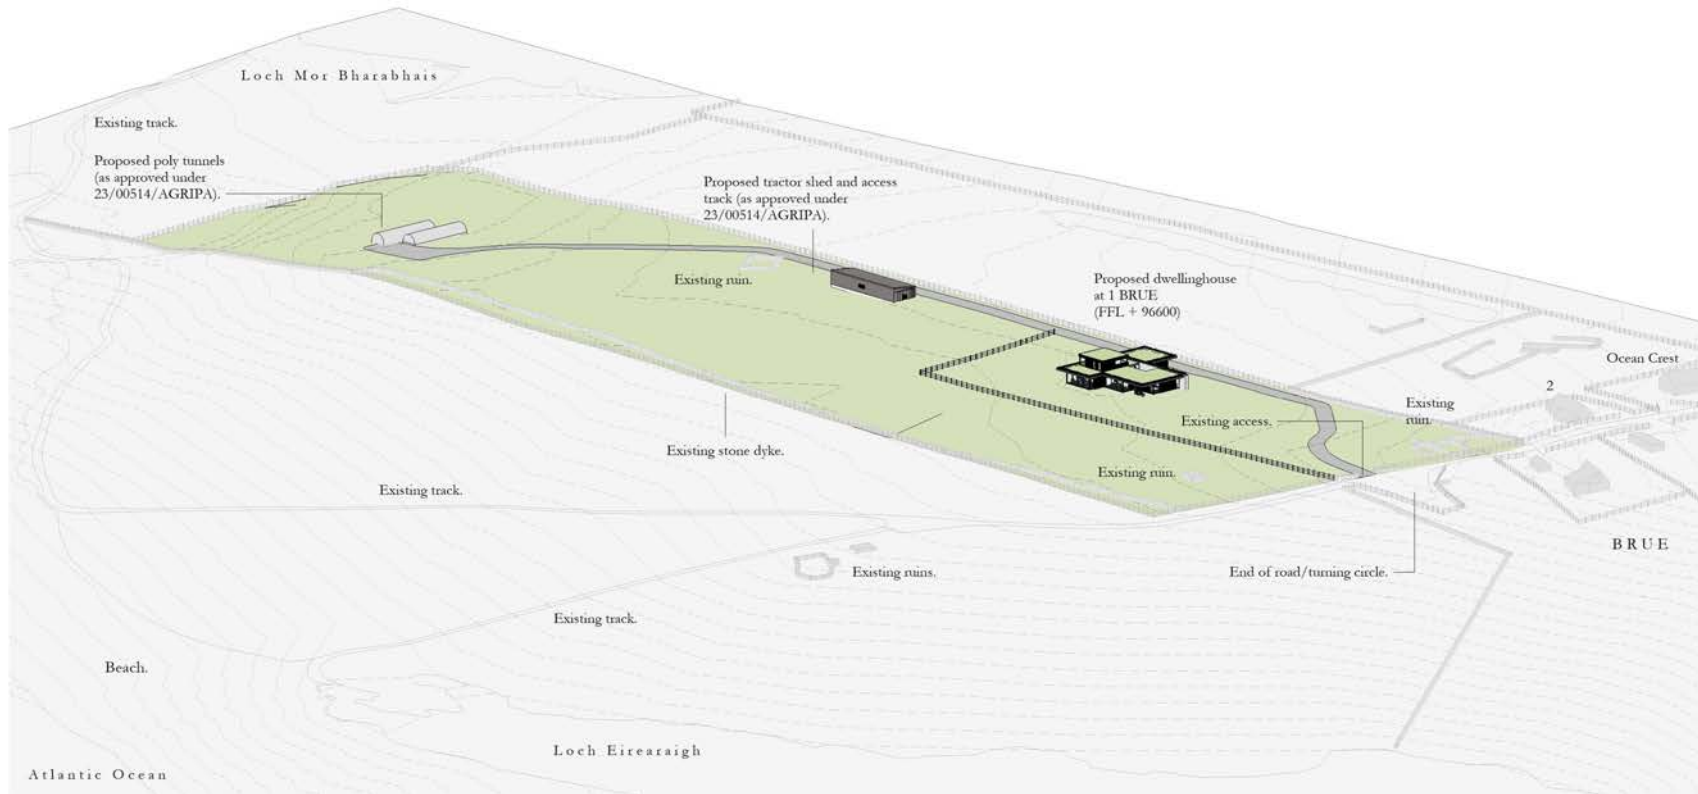 Loch Mor Bharabhais
Existing track.
Proposed poly tunnels
(as approved under
23/00514/AGRIPA).
Proposed tractor shed and access
track (as approved under
23/00514/AGRIPA).
Existing ruin.
Proposed dwellinghouse
at 1 BRUE
(FFL + 96600)
Ocean Crest
2
Existing
ruin.
Existing access.
Existing stone dyke.
Existing ruin.
Existing track.
BRUE
Existing ruins.
End of road/turning circle.
Existing track.
Beach.
Loch Eirearaigh
Atlantic Ocean